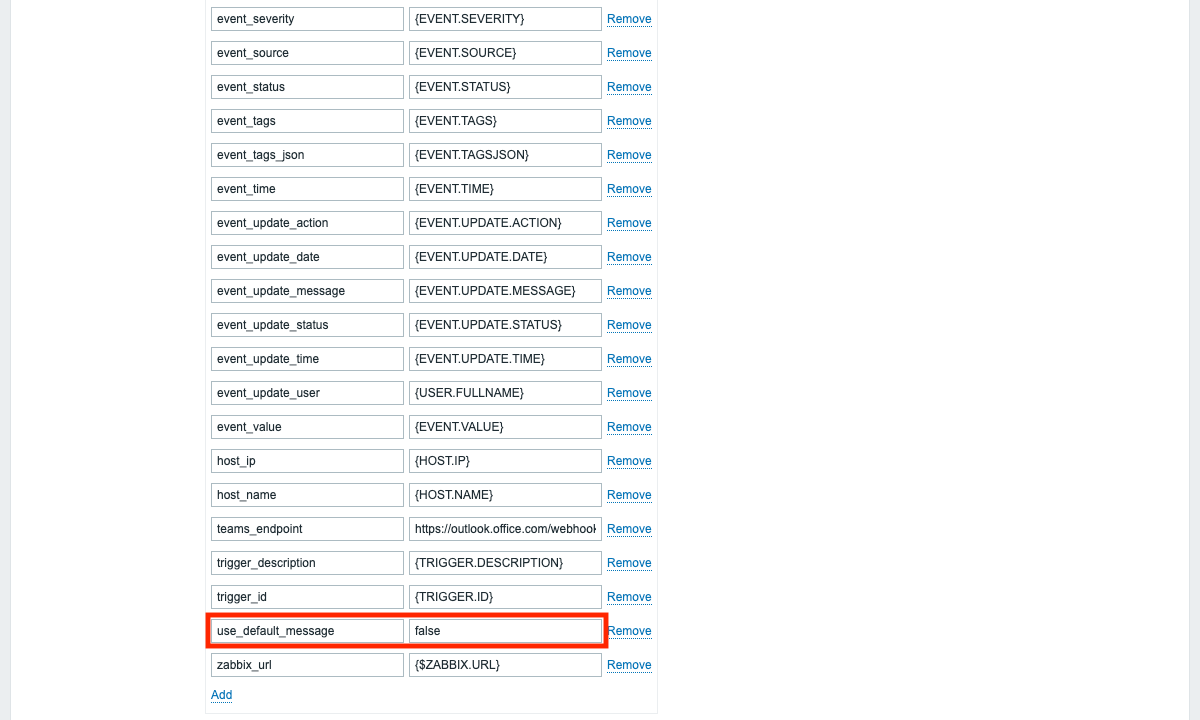 event_severity {EVENT.SEVERITY} Remove
event_source {EVENT.SOURCE} Remove
event_status {EVENT.STATUS} Remove
event_tags {EVENT.TAGS} Remove
event_tags_json {EVENT.TAGSJSON} Remove
event_time {EVENT.TIME} Remove
event_update_action {EVENT.UPDATE.ACTION} Remove
event_update_date {EVENT.UPDATE.DATE} Remove
event_update_message {EVENT.UPDATE.MESSAGE} Remove
event_update_status {EVENT.UPDATE.STATUS} Remove
event_update_time {EVENT.UPDATE.TIME} Remove
event_update_user {USER.FULLNAME} Remove
event_value {EVENT.VALUE} Remove
host_ip {HOST.IP} Remove
host_name {HOST.NAME} Remove
teams_endpoint https://outlook.office.com/webhook Remove
trigger_description {TRIGGER.DESCRIPTION} Remove
trigger_id {TRIGGER.ID} Remove
use_default_message false Remove
zabbix_url {$ZABBIX.URL} Remove
Add